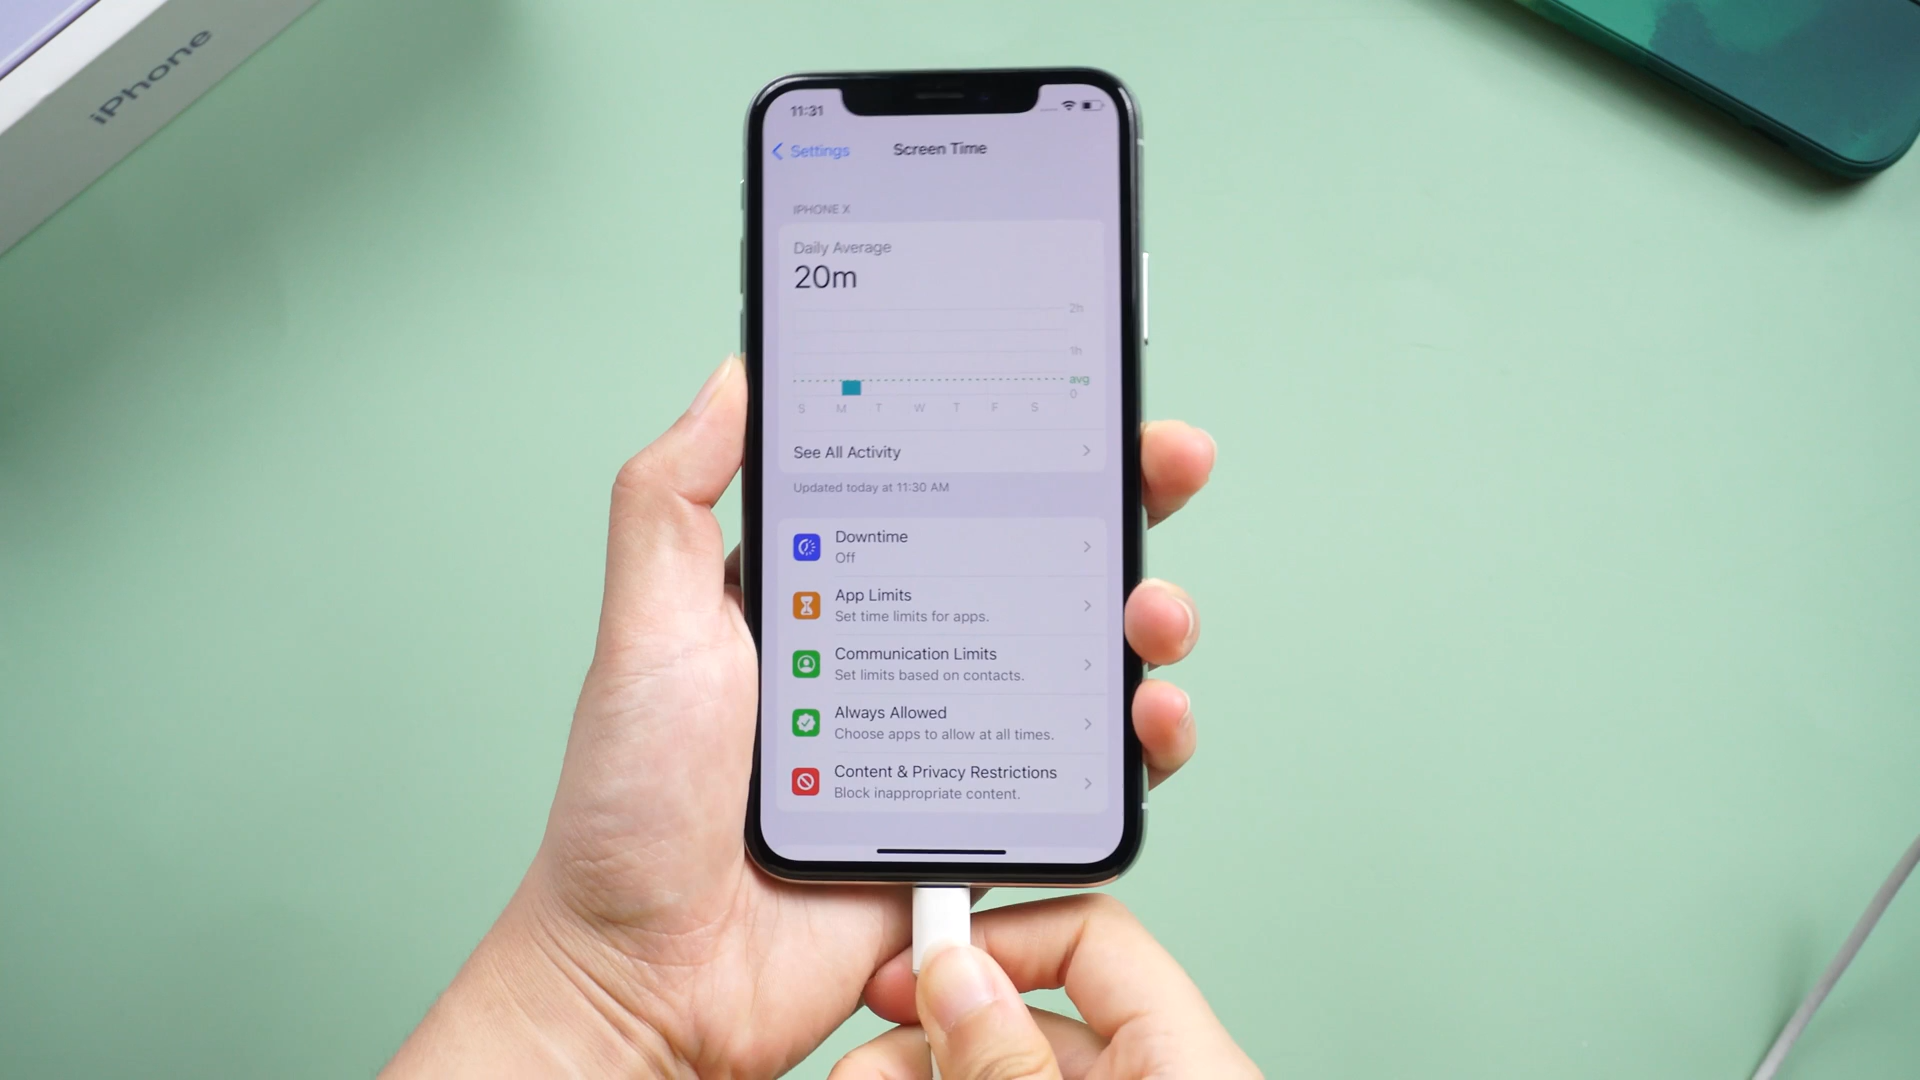 iPhone
11:31
Settings
Screen Time
IPHONE X
Daily Average
20m
2h
1h
avg
0
S M T W T F S
See All Activity
Updated today at 11:30 AM
Downtime
Off
App Limits
Set time limits for apps.
Communication Limits
Set limits based on contacts.
Always Allowed
Choose apps to allow at all times.
Content & Privacy Restrictions
Block inappropriate content.